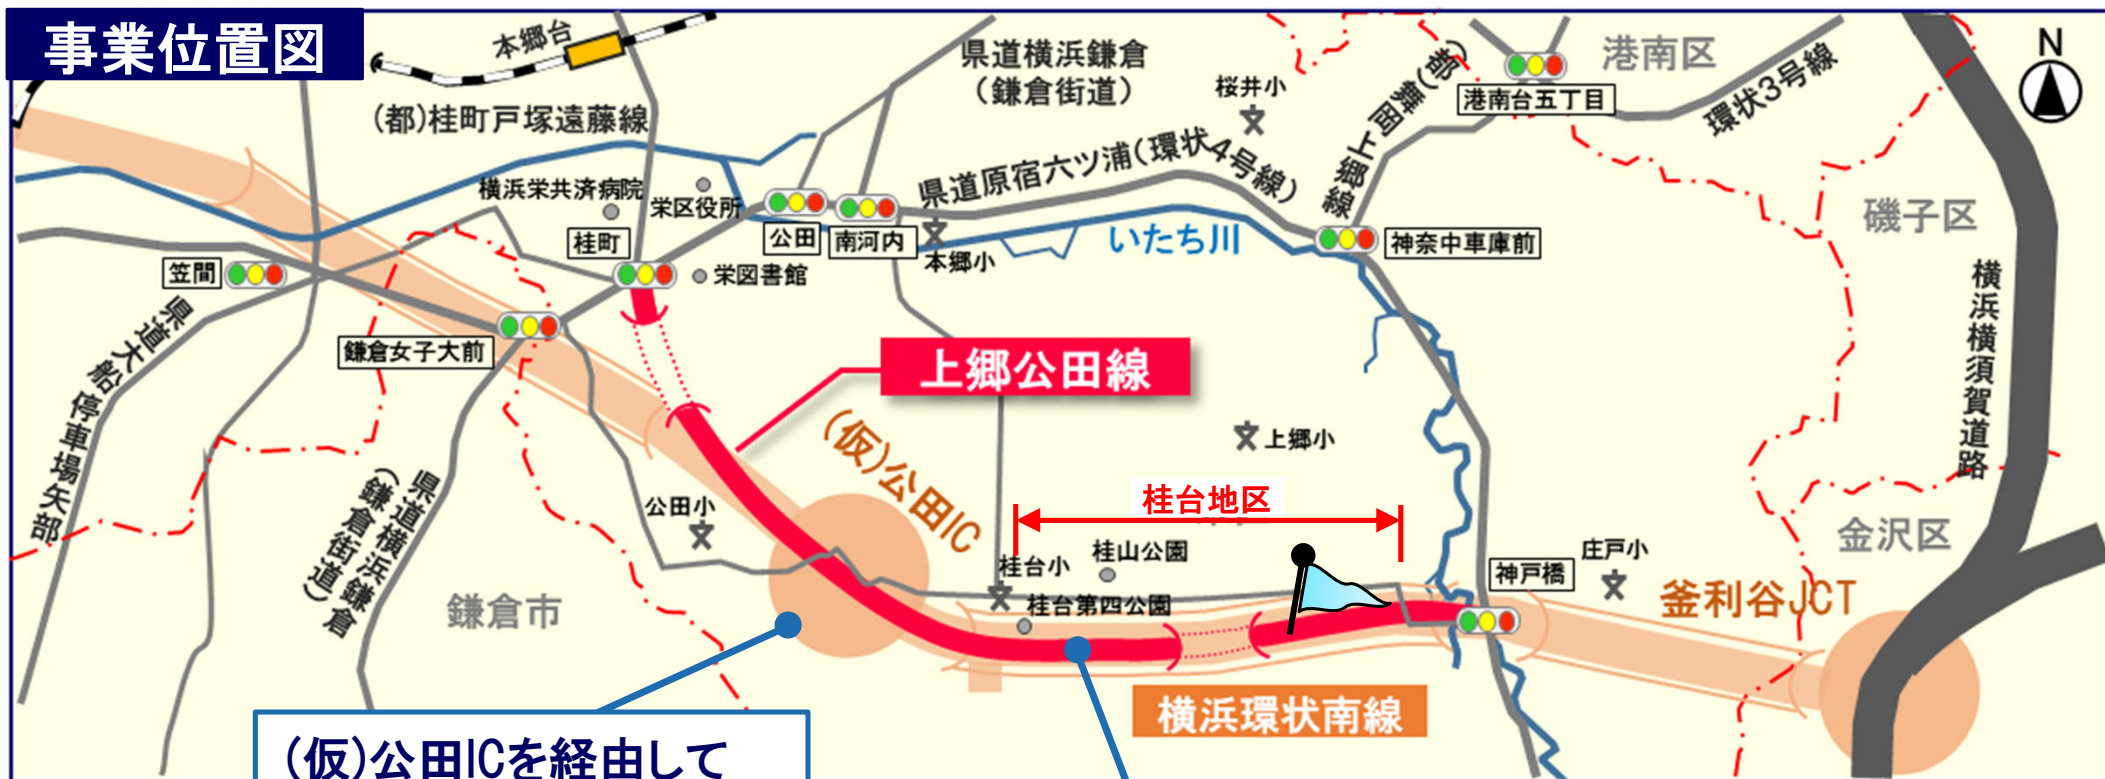 事業位置図
本郷台
(都)桂町戸塚遠藤線
県道横浜鎌倉
(鎌倉街道)
桜井小
(都)舞岡上郷線
港南区
港南台五丁目
環状3号線
N
横浜栄共済病院
栄区役所
公田
南河内
県道原宿六ツ浦(環状4号線)
磯子区
桂町
本郷小
いたち川
神奈中車庫前
笠間
栄図書館
横浜横須賀道路
県道大船停車場矢部
鎌倉女子大前
上郷公田線
(仮)公田IC
上郷小
県道横浜鎌倉
(鎌倉街道)
公田小
桂台地区
金沢区
桂台小
桂山公園
神戸橋
庄戸小
釜利谷JCT
鎌倉市
桂台第四公園
横浜環状南線
(仮)公田ICを経由して